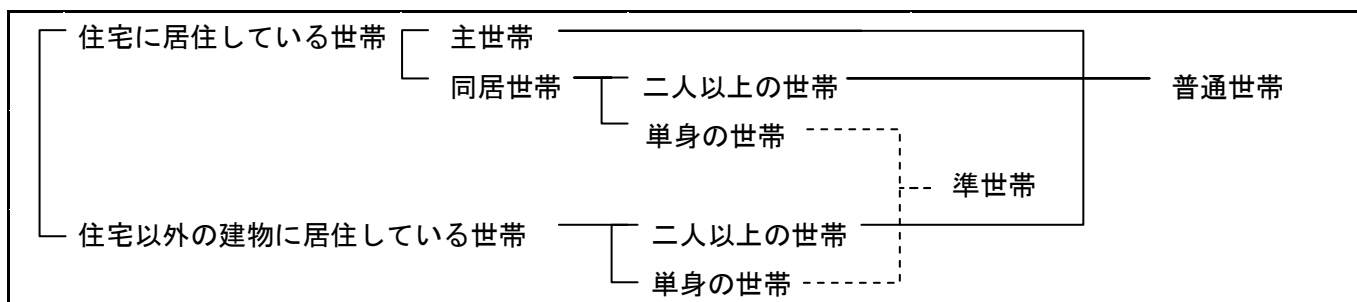 住宅に居住している世帯 主世帯
同居世帯 二人以上の世帯 普通世帯
単身の世帯
準世帯
住宅以外の建物に居住している世帯 二人以上の世帯
単身の世帯